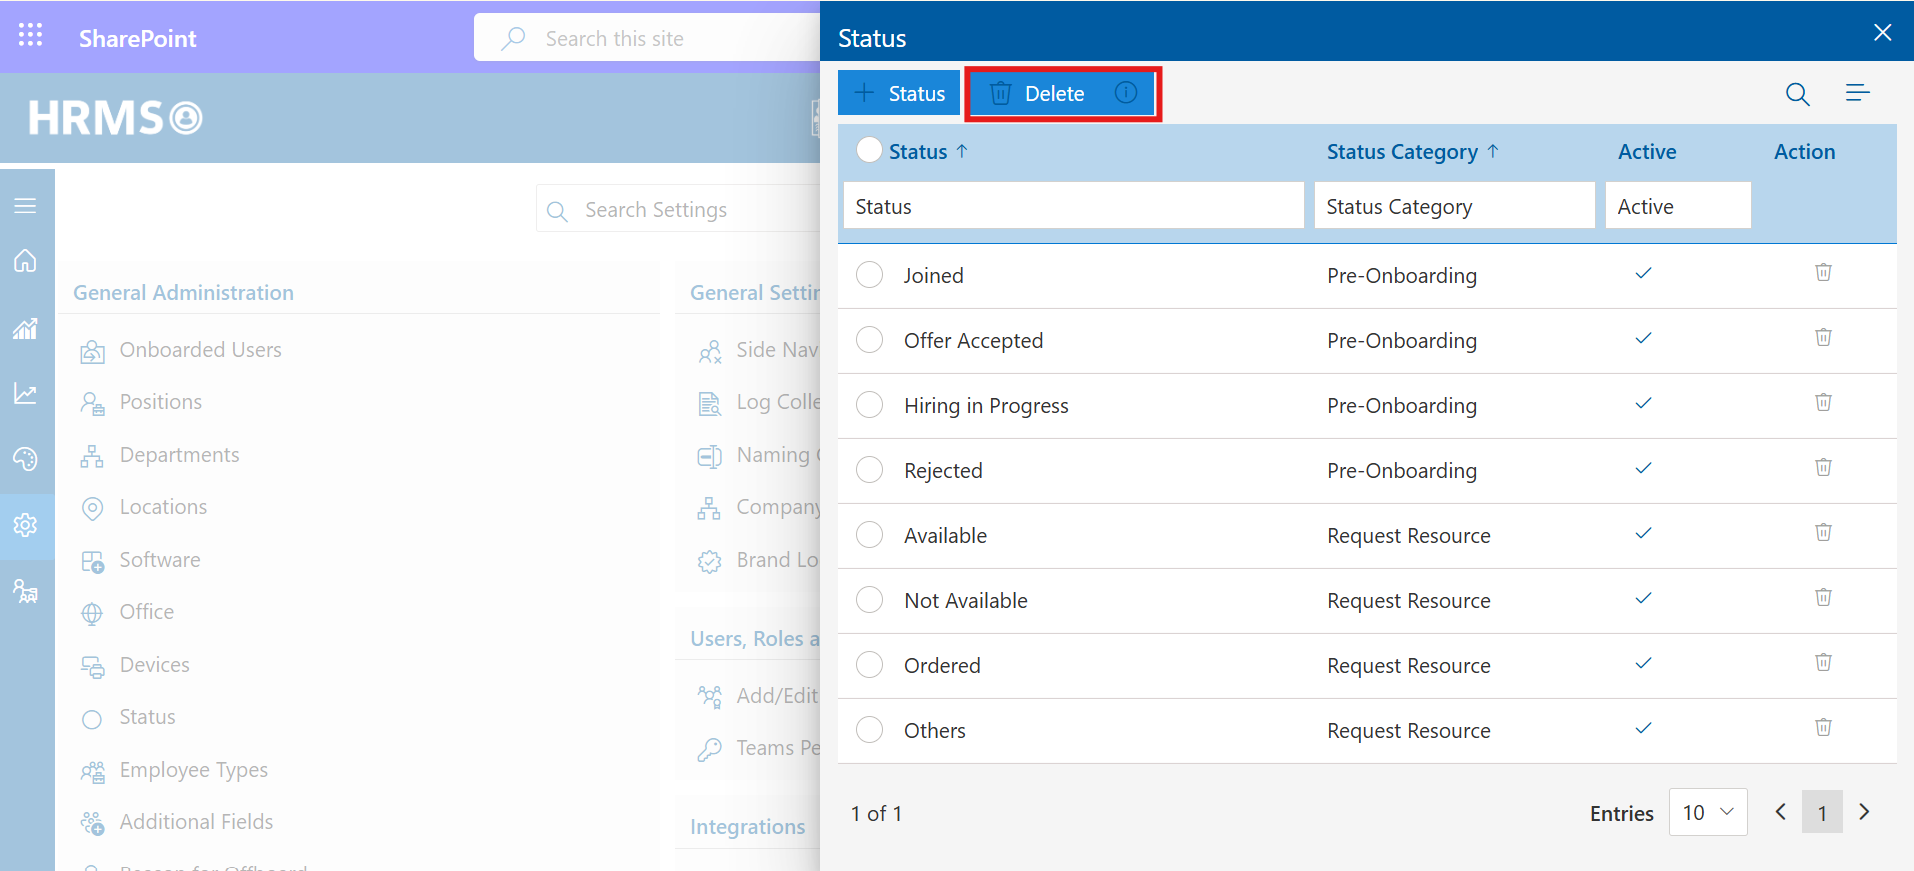 SharePoint
Search this site
HRMS
Search Settings
General Administration
Onboarded Users
Positions
Departments
Locations
Software
Office
Devices
Status
Employee Types
Additional Fields
General Settin
Side Nav
Log Colle
Naming
Company
Brand Lo
Users, Roles a
Add/Edit
Teams Pe
Integrations
Status
Status Delete
Status Status Category Active Action
Status Status Category Active
Joined Pre-Onboarding
Offer Accepted Pre-Onboarding
Hiring in Progress Pre-Onboarding
Rejected Pre-Onboarding
Available Request Resource
Not Available Request Resource
Ordered Request Resource
Others Request Resource
1 of 1 Entries 10 1